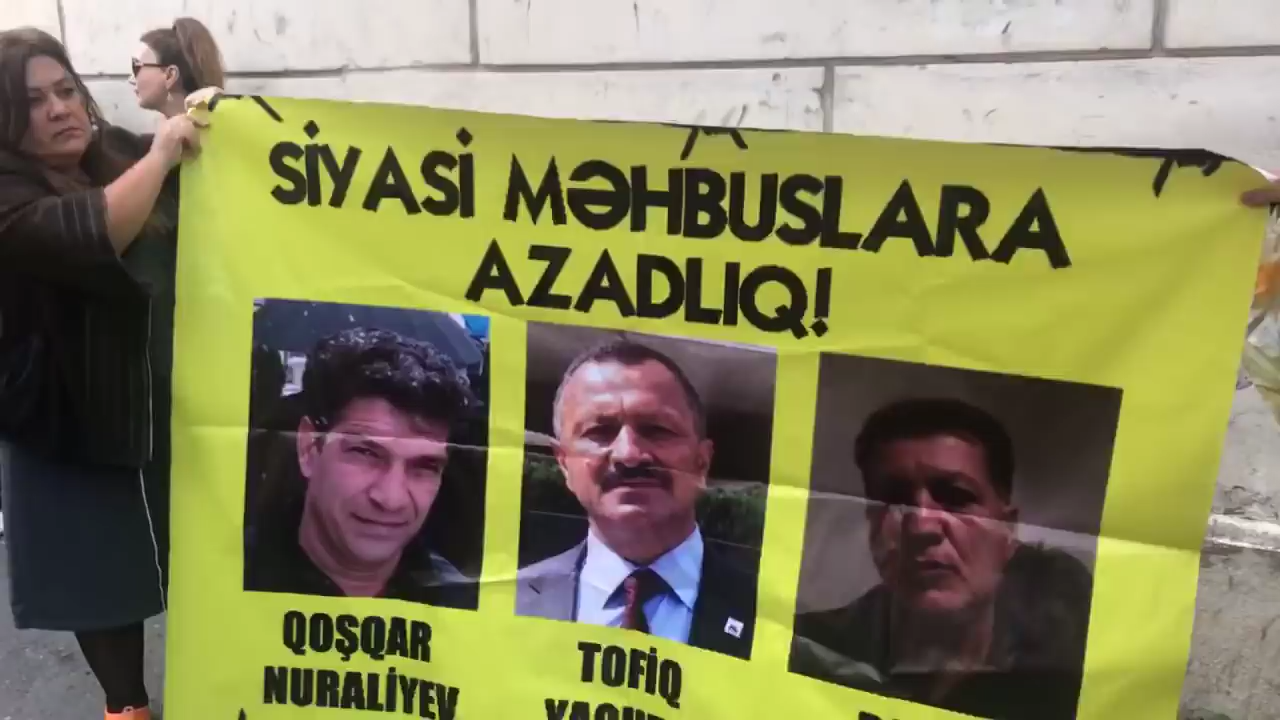 SİYASİ MƏHBUSLARA
AZADLIQ!
QOŞQAR
NURALİYEV
TOFİQ